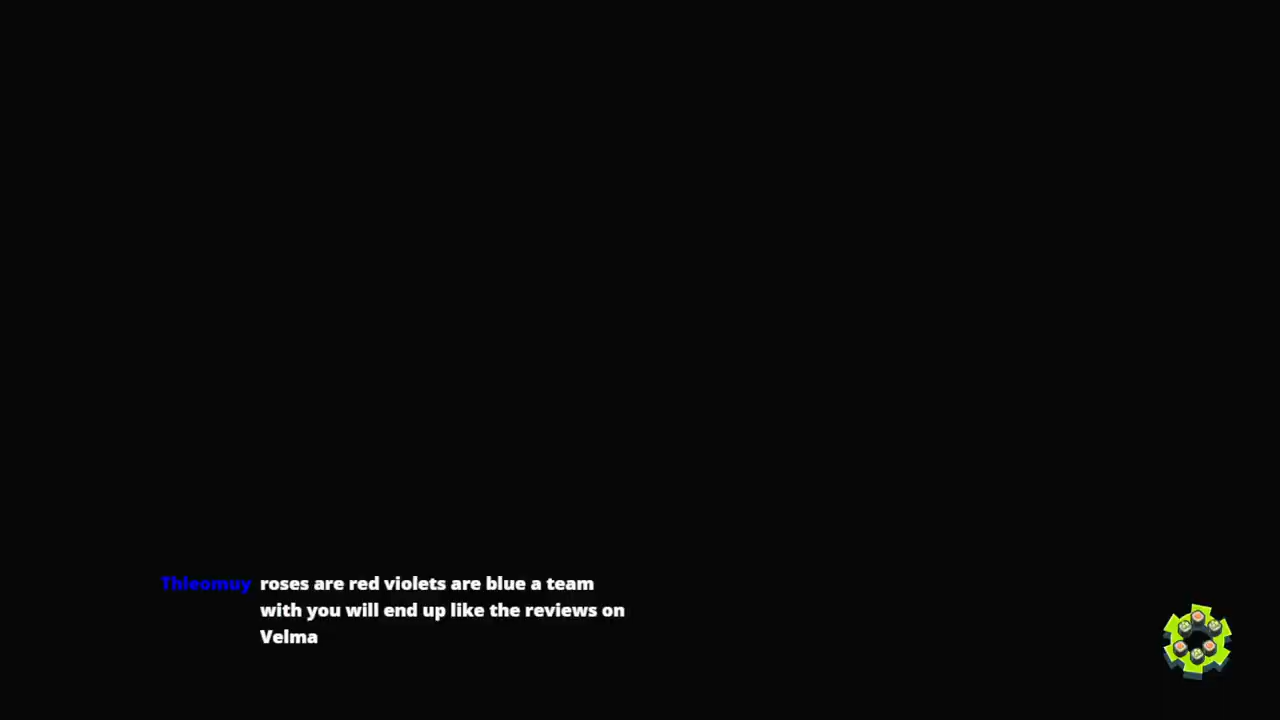 Thleomuy roses are red violets are blue a team
with you will end up like the reviews on
Velma